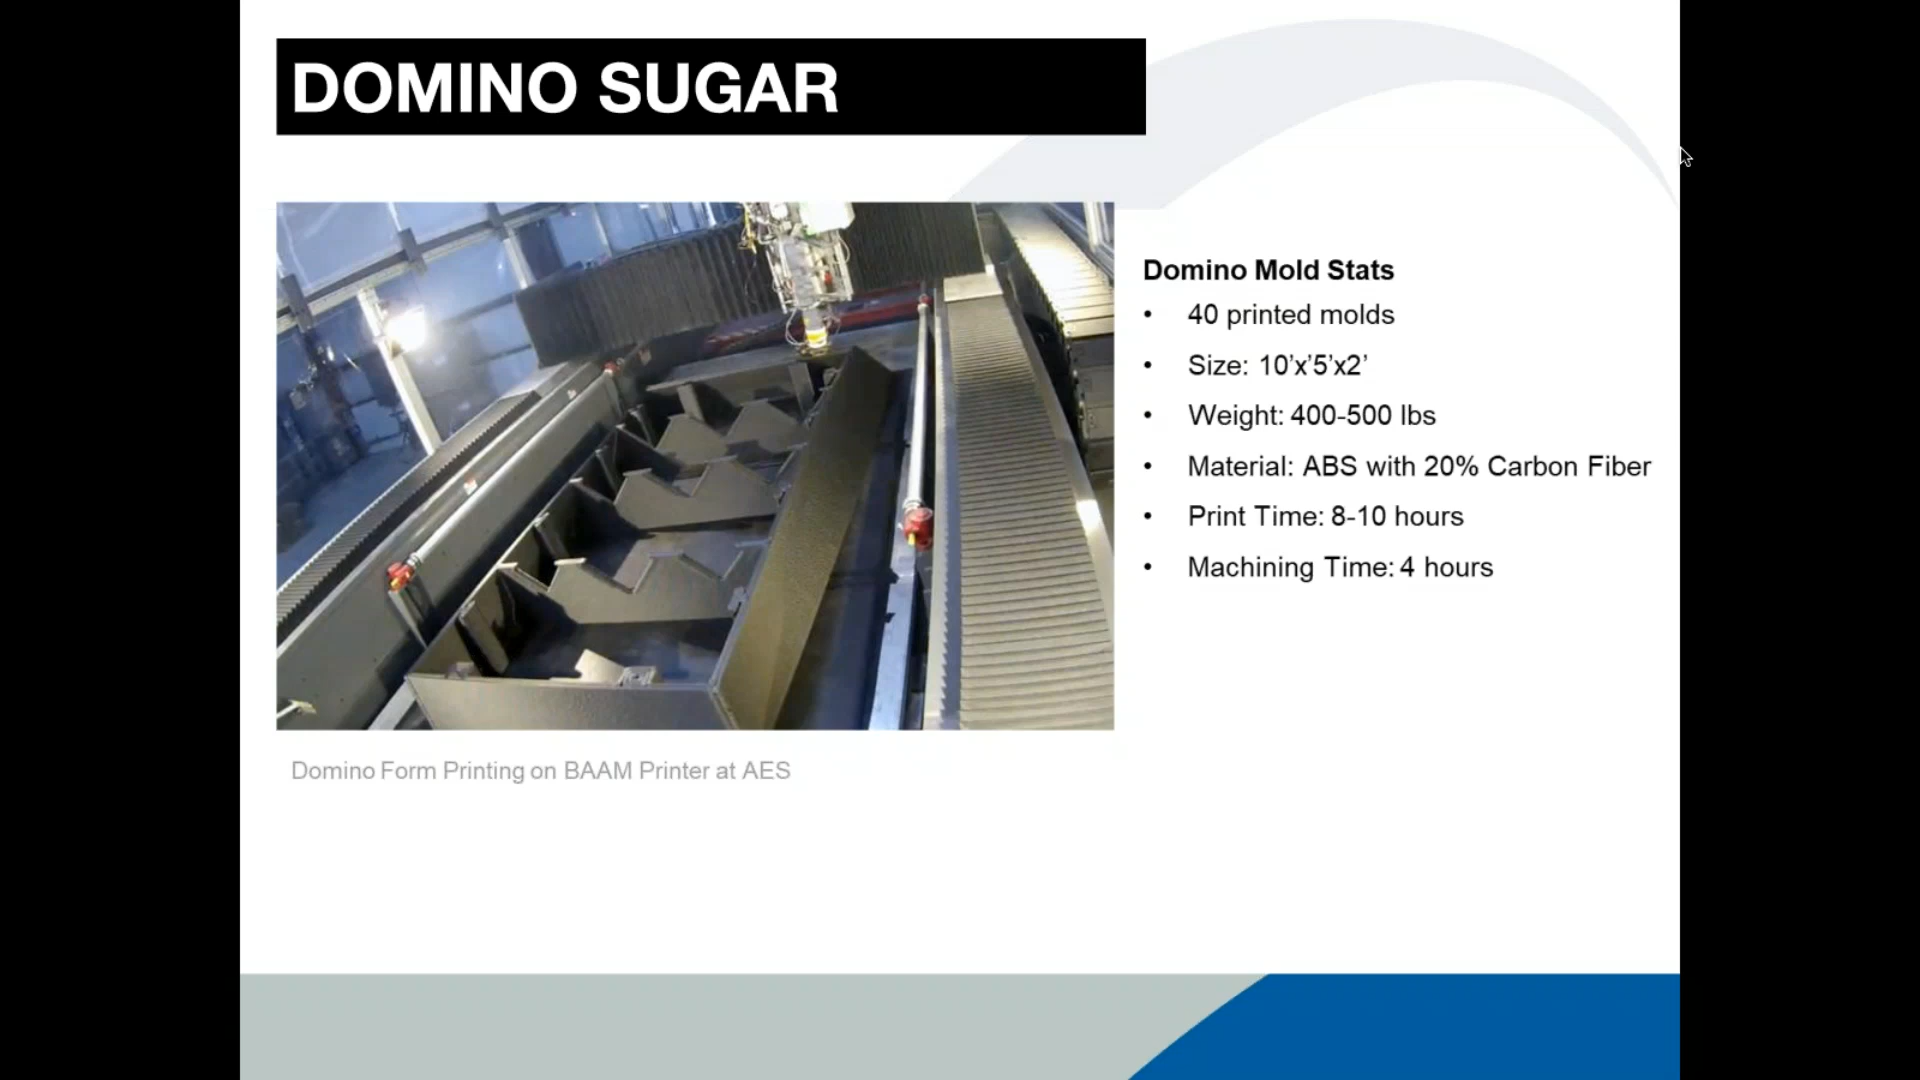 DOMINO SUGAR
Domino Mold Stats
• 40 printed molds
• Size: 10’x’5’x2’
• Weight: 400-500 lbs
• Material: ABS with 20% Carbon Fiber
• Print Time: 8-10 hours
• Machining Time: 4 hours
Domino Form Printing on BAAM Printer at AES